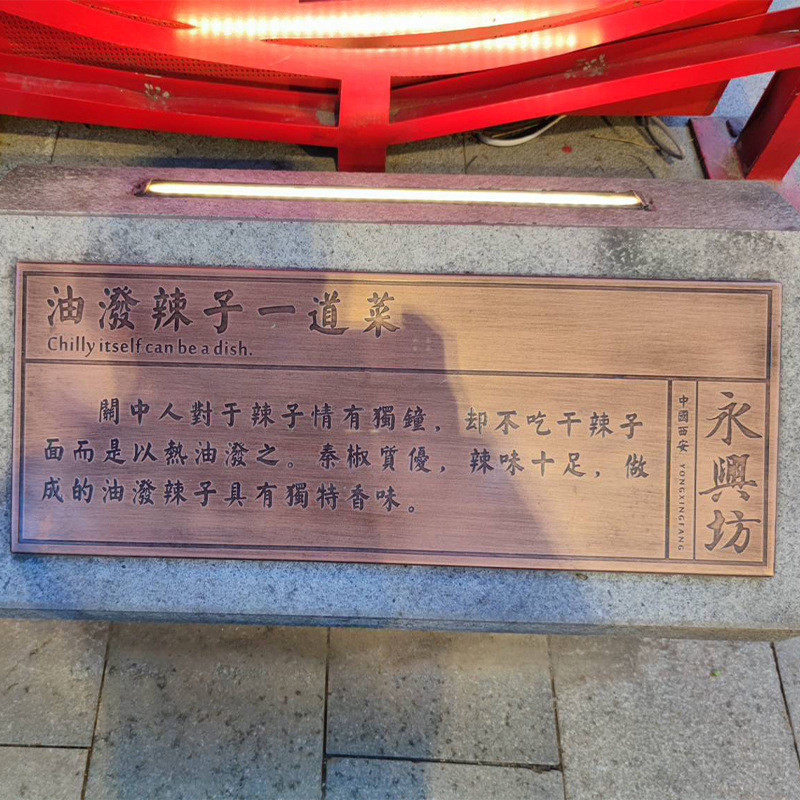 油潑辣子一道菜
Chilly itself can be a dish.
關中人對于辣子情有獨鐘，却不吃干辣子
面而是以熱油潑之。秦椒質優，辣味十足，做
成的油潑辣子具有獨特香味。
中國西安 YONGXINGFANG
永興坊